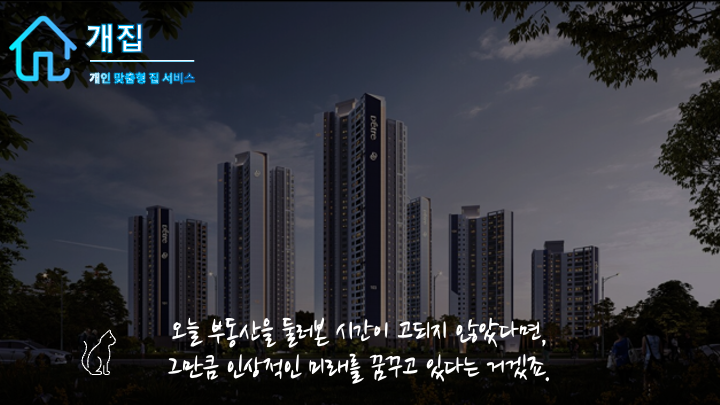 개집
개인 맞춤형 집 서비스
pêtre
pêtre
오늘 부동산을 둘러본 시간이 고되지 않았다면,
그만큼 인상적인 미래를 꿈꾸고 있다는 거겠죠.